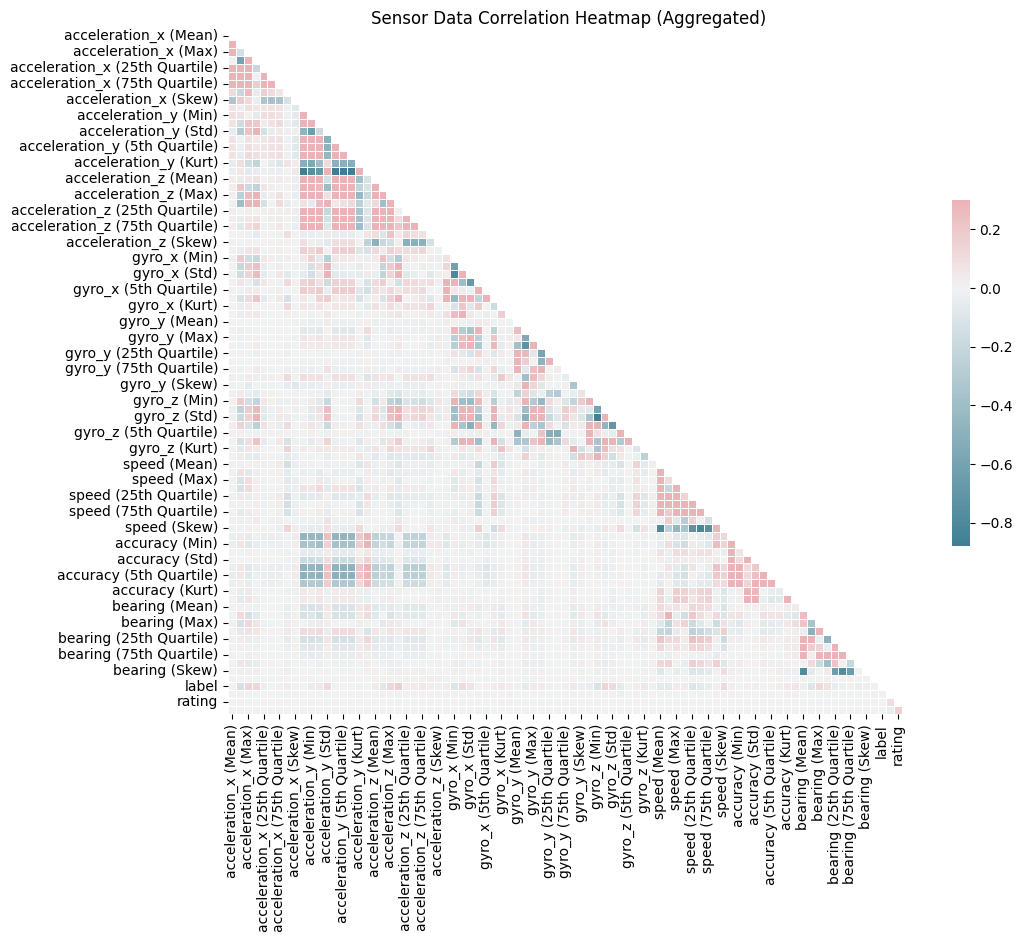 Sensor Data Correlation Heatmap (Aggregated)
acceleration_x (Mean)
acceleration_x (Max)
acceleration_x (25th Quartile)
acceleration_x (75th Quartile)
acceleration_x (Skew)
acceleration_y (Min)
acceleration_y (Std)
acceleration_y (5th Quartile)
acceleration_y (Kurt)
acceleration_z (Mean)
acceleration_z (Max)
acceleration_z (25th Quartile)
acceleration_z (75th Quartile)
acceleration_z (Skew)
gyro_x (Min)
gyro_x (Std)
gyro_x (5th Quartile)
gyro_x (Kurt)
gyro_y (Mean)
gyro_y (Max)
gyro_y (25th Quartile)
gyro_y (75th Quartile)
gyro_y (Skew)
gyro_z (Min)
gyro_z (Std)
gyro_z (5th Quartile)
gyro_z (Kurt)
speed (Mean)
speed (Max)
speed (25th Quartile)
speed (75th Quartile)
speed (Skew)
accuracy (Min)
accuracy (Std)
accuracy (5th Quartile)
accuracy (Kurt)
bearing (Mean)
bearing (Max)
bearing (25th Quartile)
bearing (75th Quartile)
bearing (Skew)
label
rating
acceleration_x (Mean)
acceleration_x (Max)
acceleration_x (25th Quartile)
acceleration_x (75th Quartile)
acceleration_x (Skew)
acceleration_y (Min)
acceleration_y (Std)
acceleration_y (5th Quartile)
acceleration_y (Kurt)
acceleration_z (Mean)
acceleration_z (Max)
acceleration_z (25th Quartile)
acceleration_z (75th Quartile)
acceleration_z (Skew)
gyro_x (Min)
gyro_x (Std)
gyro_x (5th Quartile)
gyro_x (Kurt)
gyro_y (Mean)
gyro_y (Max)
gyro_y (25th Quartile)
gyro_y (75th Quartile)
gyro_y (Skew)
gyro_z (Min)
gyro_z (Std)
gyro_z (5th Quartile)
gyro_z (Kurt)
speed (Mean)
speed (Max)
speed (25th Quartile)
speed (75th Quartile)
speed (Skew)
accuracy (Min)
accuracy (Std)
accuracy (5th Quartile)
accuracy (Kurt)
bearing (Mean)
bearing (Max)
bearing (25th Quartile)
bearing (75th Quartile)
bearing (Skew)
label
rating
0.2
0.0
−0.2
−0.4
−0.6
−0.8